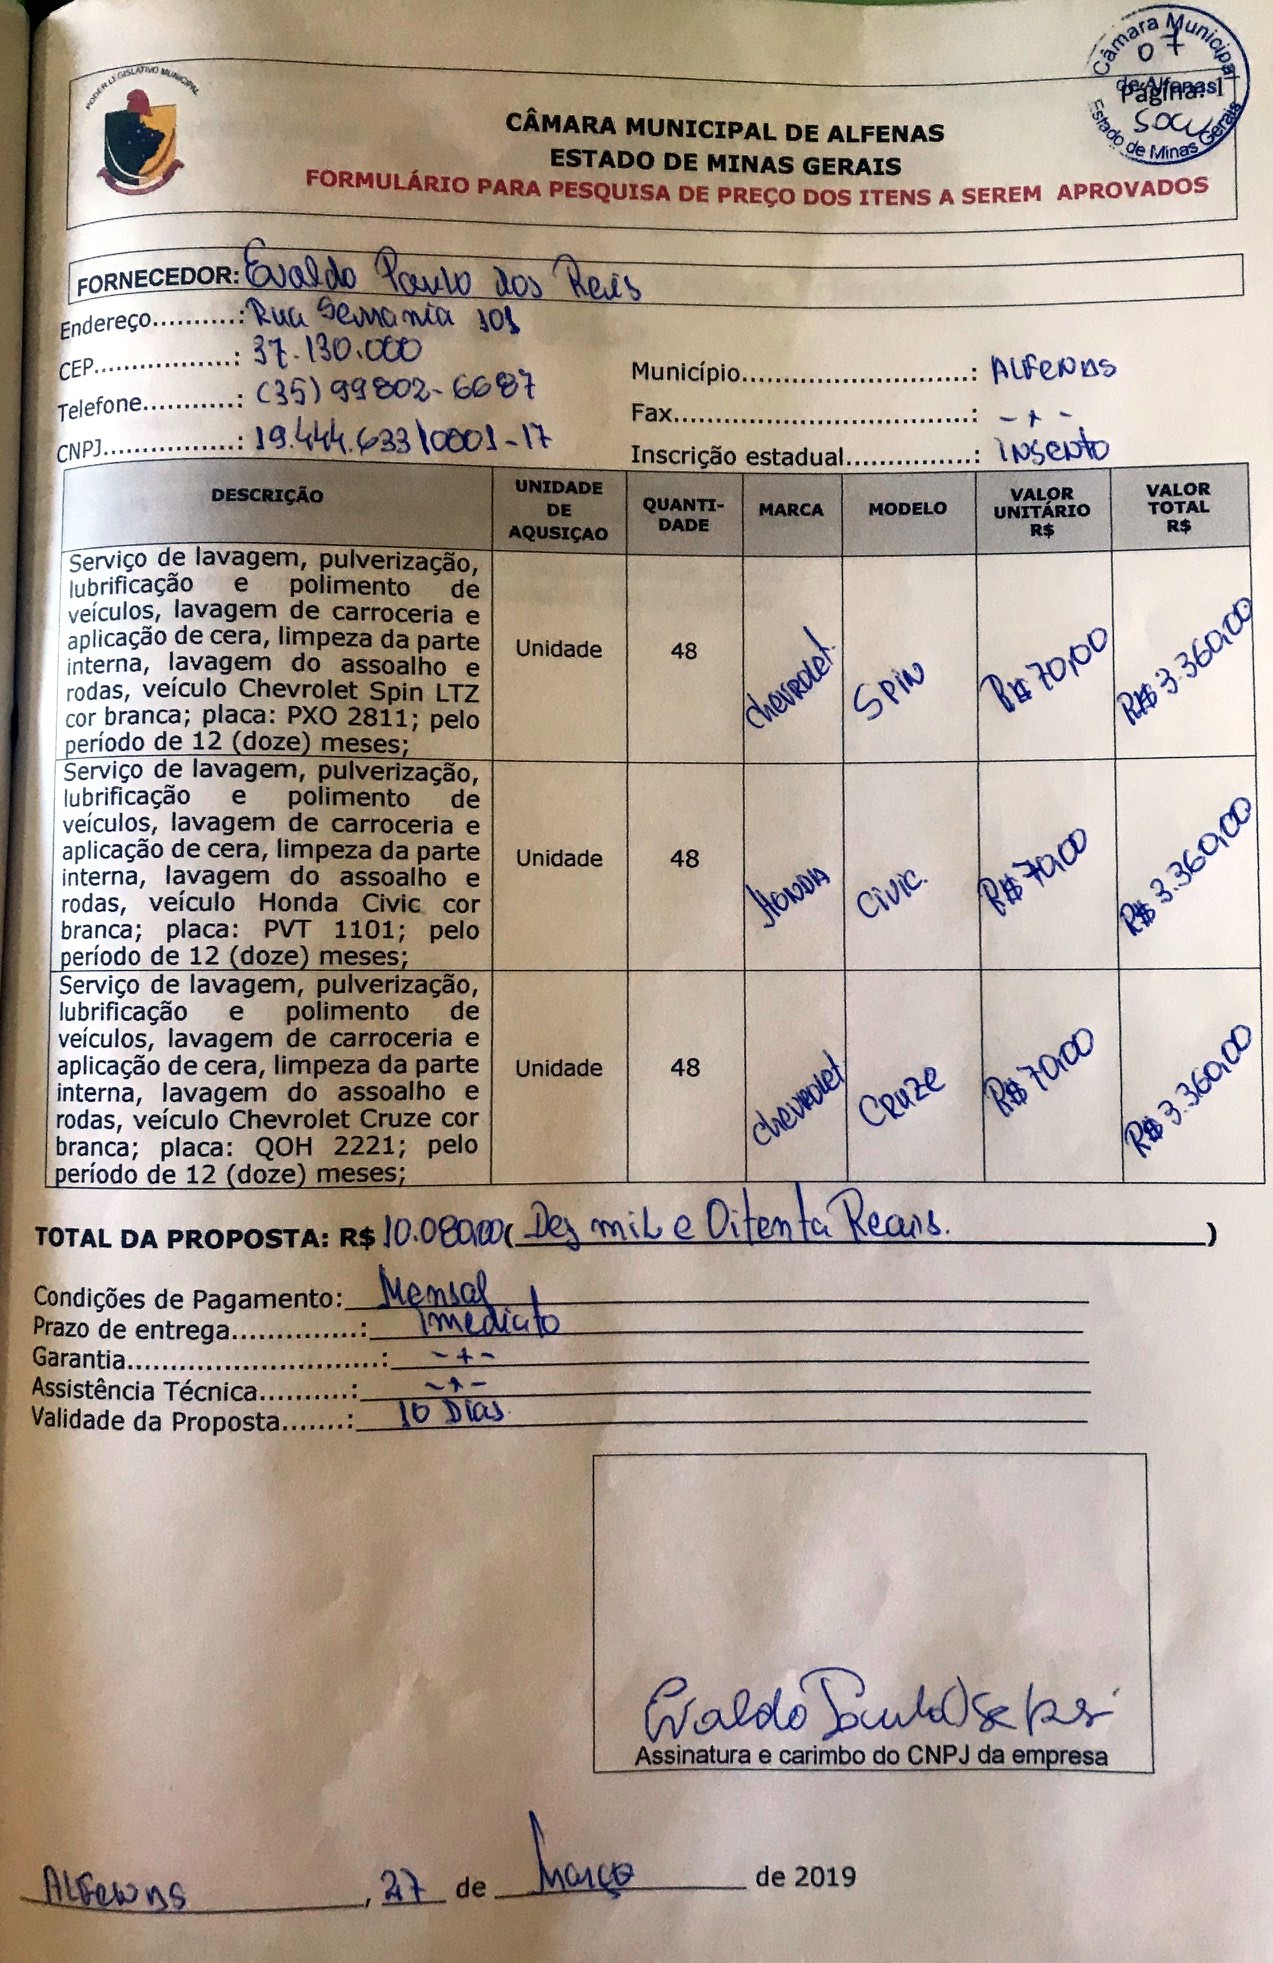 PODER LEGISLATIVO MUNICIPAL
Câmara Municipal
07
de Alfenas
Página: 1
Estado de Minas Gerais
CÂMARA MUNICIPAL DE ALFENAS
ESTADO DE MINAS GERAIS
FORMULÁRIO PARA PESQUISA DE PREÇO DOS ITENS A SEREM APROVADOS
FORNECEDOR: Evaldo Paulo dos Reis
Endereço..........: Rua Serrania 101
CEP.................: 37.130.000
Município.........................: ALFENAS
Telefone...........: (35) 99802-6687
Fax.................................: - + -
CNPJ................: 19.444.633/0001-17
Inscrição estadual...............: insento
DESCRIÇÃO
UNIDADE DE AQUSIÇAO
QUANTI-DADE
MARCA
MODELO
VALOR UNITÁRIO R$
VALOR TOTAL R$
Serviço de lavagem, pulverização,
lubrificação e polimento de
veículos, lavagem de carroceria e
aplicação de cera, limpeza da parte
interna, lavagem do assoalho e
rodas, veículo Chevrolet Spin LTZ
cor branca; placa: PXO 2811; pelo
período de 12 (doze) meses;
Unidade
48
chevrolet
SPIN
R$ 70,00
R$ 3.360,00
Serviço de lavagem, pulverização,
lubrificação e polimento de
veículos, lavagem de carroceria e
aplicação de cera, limpeza da parte
interna, lavagem do assoalho e
rodas, veículo Honda Civic cor
branca; placa: PVT 1101; pelo
período de 12 (doze) meses;
Unidade
48
HONDA
CIVIC.
R$ 70,00
R$ 3.360,00
Serviço de lavagem, pulverização,
lubrificação e polimento de
veículos, lavagem de carroceria e
aplicação de cera, limpeza da parte
interna, lavagem do assoalho e
rodas, veículo Chevrolet Cruze cor
branca; placa: QOH 2221; pelo
período de 12 (doze) meses;
Unidade
48
chevrolet
CRUZE
R$ 70,00
R$ 3.360,00
TOTAL DA PROPOSTA: R$ 10.080,00 ( Dez mil e Oitenta Reais. )
Condições de Pagamento: Mensal
Prazo de entrega..............: Imediato
Garantia...........................: - + -
Assistência Técnica..........: - + -
Validade da Proposta.......: 10 Dias
Evaldo Paulo dos Reis
Assinatura e carimbo do CNPJ da empresa
ALFENAS, 27 de Março de 2019